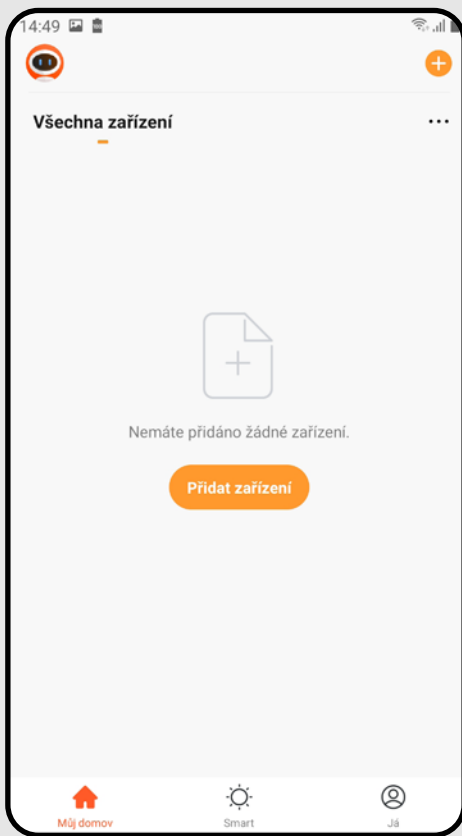 14:49
Všechna zařízení
Nemáte přidáno žádné zařízení.
Přidat zařízení
Můj domov
Smart
Já